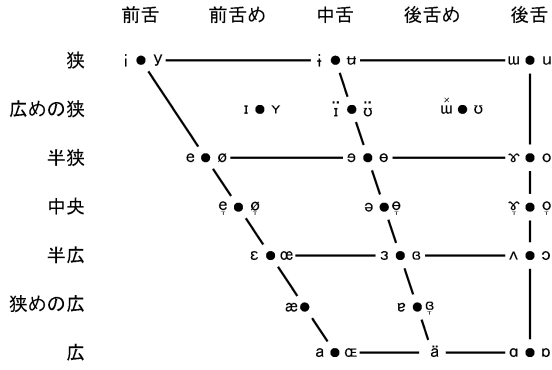 前舌 前舌め 中舌 後舌め 後舌
狭 i y ɨ ʉ ɯ u
広めの狭 ɪ ʏ ɪ̈ ʊ̈ ɯ̽ ʊ
半狭 e ø ɘ ɵ ɤ o
中央 e̞ ø̞ ə ɵ̞ ɤ̞ o̞
半広 ɛ œ ɜ ɞ ʌ ɔ
狭めの広 æ ɐ ɞ̞
広 a ɶ ä ɑ ɒ